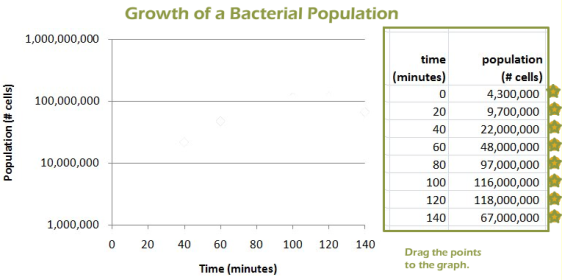 Growth of a Bacterial Population
1,000,000,000
100,000,000
10,000,000
1,000,000
Population (# cells)
0 20 40 60 80 100 120 140
Time (minutes)
time population
(minutes) (# cells)
0 4,300,000
20 9,700,000
40 22,000,000
60 48,000,000
80 97,000,000
100 116,000,000
120 118,000,000
140 67,000,000
Drag the points
to the graph.